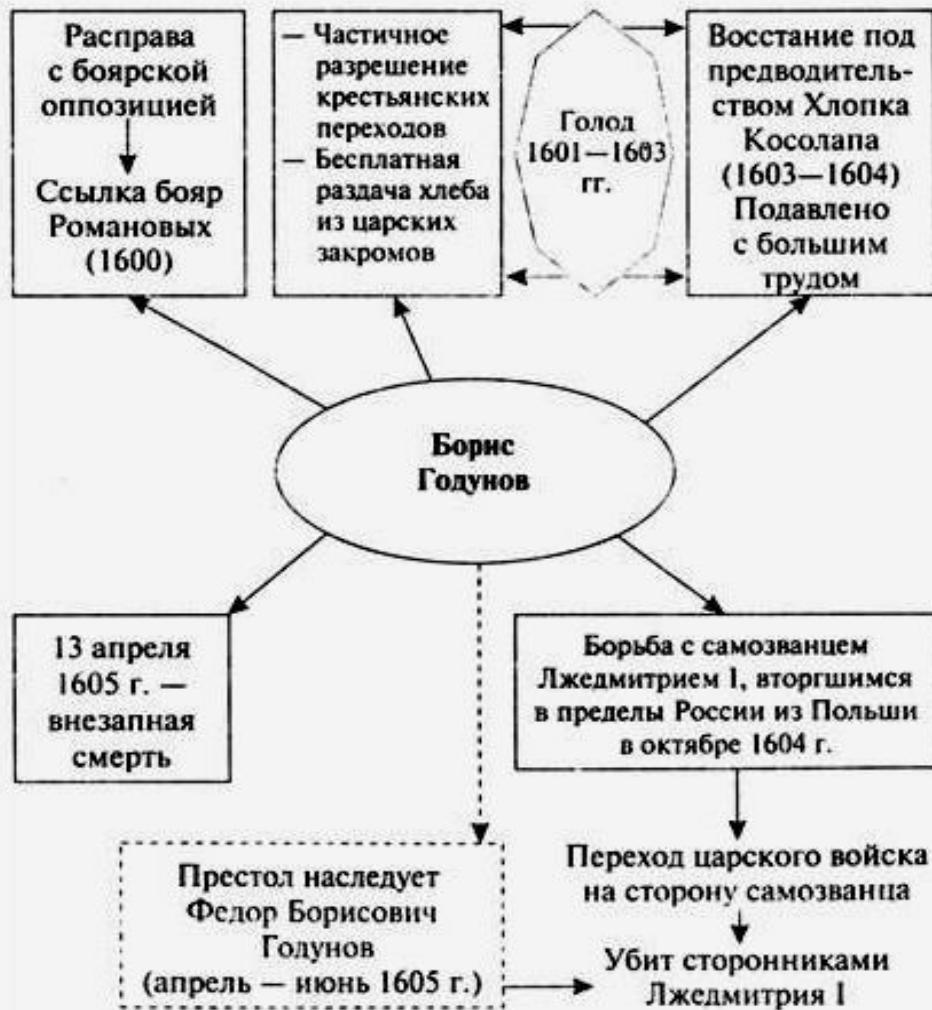 Расправа
с боярской
оппозицией
Ссылка бояр
Романовых
(1600)
— Частичное
разрешение
крестьянских
переходов
— Бесплатная
раздача хлеба
из царских
закромов
Голод
1601—1603
гг.
Восстание под
предводитель-
ством Хлопка
Косолапа
(1603—1604)
Подавлено
с большим
трудом
Борис
Годунов
13 апреля
1605 г. —
внезапная
смерть
Борьба с самозванцем
Лжедмитрием I, вторгшимся
в пределы России из Польши
в октябре 1604 г.
Переход царского войска
на сторону самозванца
Престол наследует
Федор Борисович
Годунов
(апрель — июнь 1605 г.)
Убит сторонниками
Лжедмитрия I